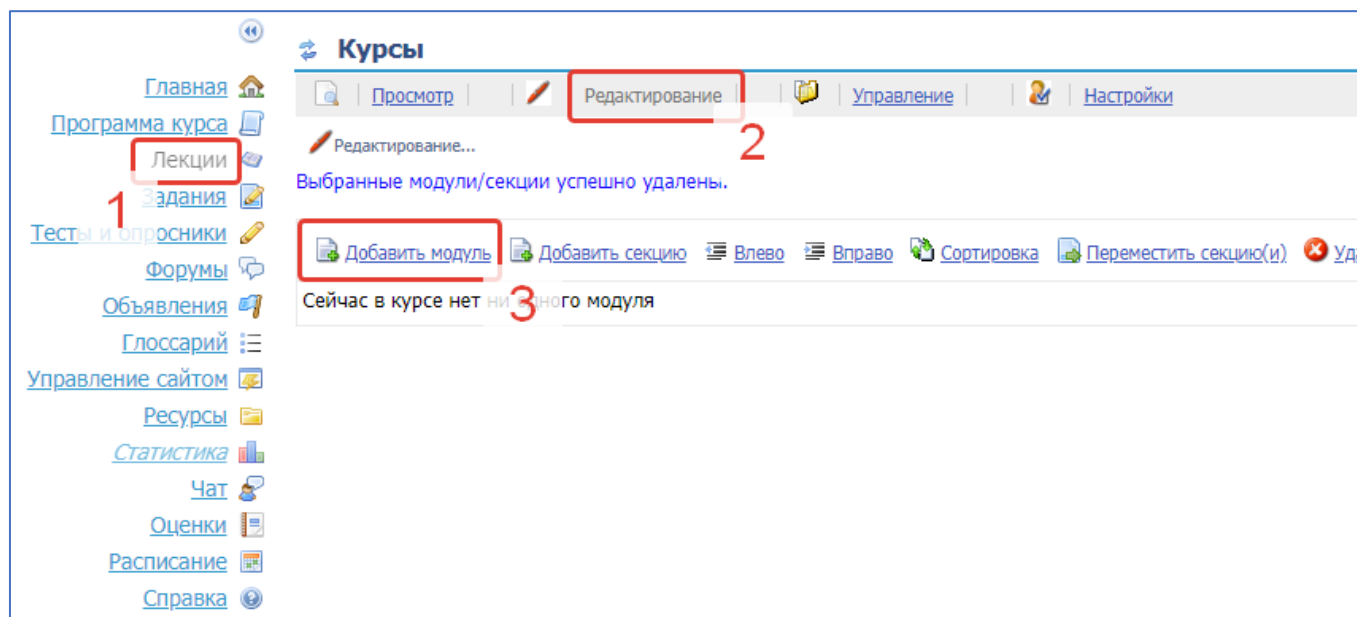 Курсы
Главная
Программа курса
Лекции
1
Задания
Тесты и опросники
Форумы
Объявления
Глоссарий
Управление сайтом
Ресурсы
Статистика
Чат
Оценки
Расписание
Справка
Просмотр | Редактирование | Управление | Настройки
2
Редактирование...
Выбранные модули/секции успешно удалены.
Добавить модуль Добавить секцию Влево Вправо Сортировка Переместить секцию(и) Уд
3
Сейчас в курсе нет ни одного модуля